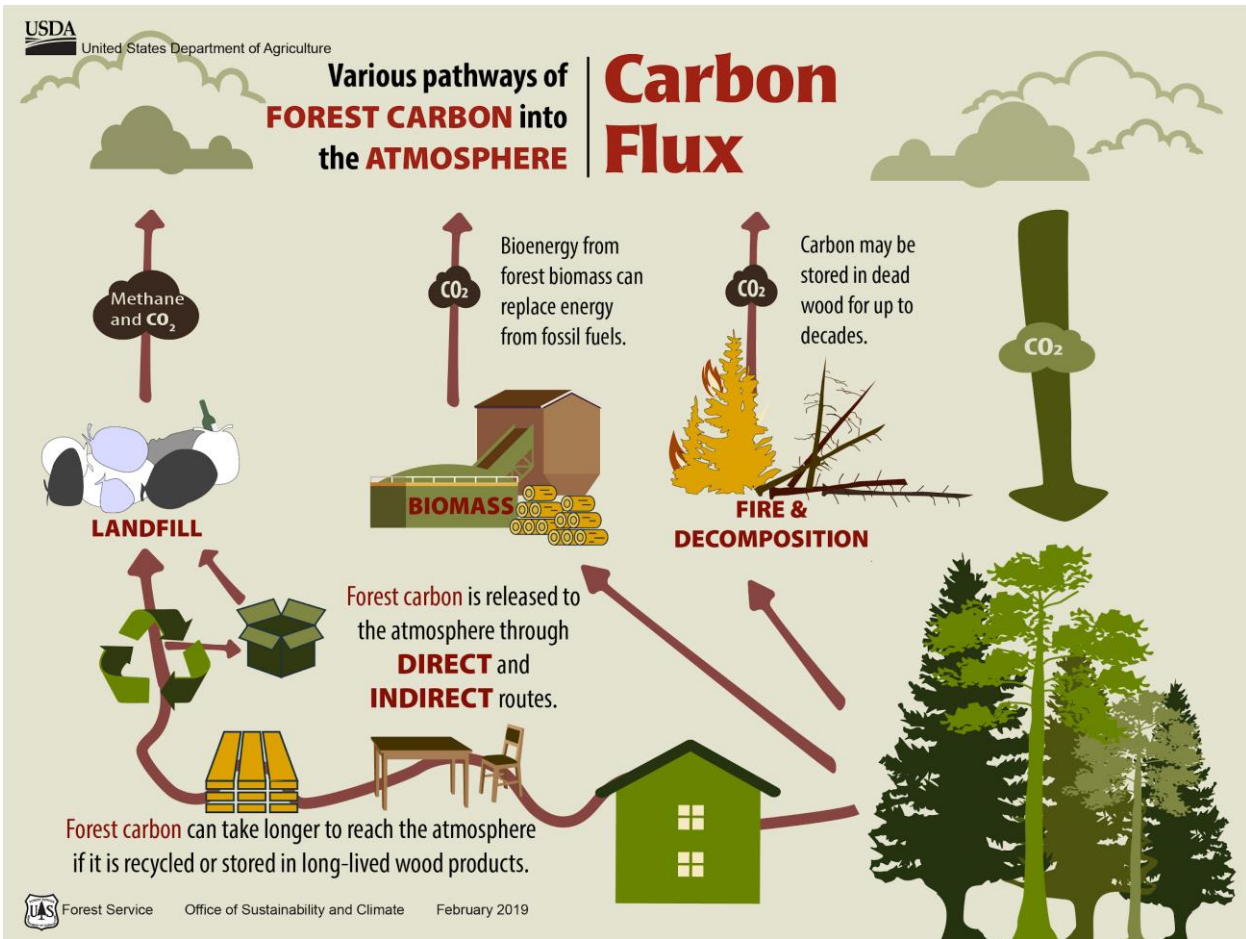 USDA
United States Department of Agriculture
Various pathways of
FOREST CARBON into
the ATMOSPHERE
Carbon
Flux
Methane
and CO₂
CO₂
Bioenergy from
forest biomass can
replace energy
from fossil fuels.
CO₂
Carbon may be
stored in dead
wood for up to
decades.
CO₂
LANDFILL
BIOMASS
FIRE &
DECOMPOSITION
Forest carbon is released to
the atmosphere through
DIRECT and
INDIRECT routes.
Forest carbon can take longer to reach the atmosphere
if it is recycled or stored in long-lived wood products.
Forest Service Office of Sustainability and Climate February 2019